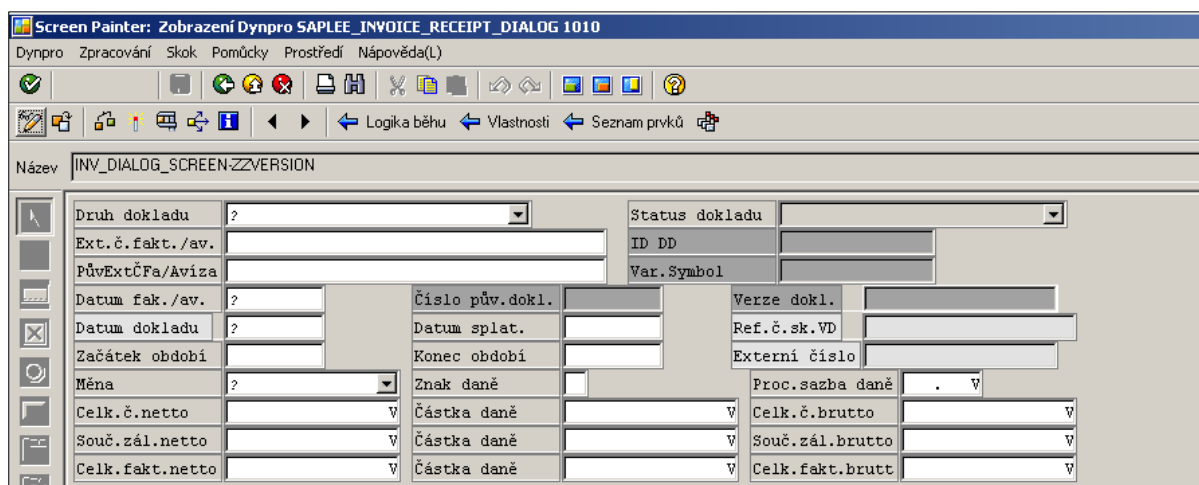 Screen Painter: Zobrazení Dynpro SAPLEE_INVOICE_RECEIPT_DIALOG 1010
Dynpro Zpracování Skok Pomůcky Prostředí Nápověda(L)
Logika běhu Vlastnosti Seznam prvků
Název INV_DIALOG_SCREEN-ZZVERSION
Druh dokladu ? Status dokladu
Ext.č.fakt./av. ID DD
PůvExtČFa/Avíza Var.Symbol
Datum fak./av. ? Číslo pův.dokl. Verze dokl.
Datum dokladu ? Datum splat. Ref.č.sk.VD
Začátek období Konec období Externí číslo
Měna ? Znak daně Proc.sazba daně . V
Celk.č.netto V Částka daně V Celk.č.brutto V
Souč.zál.netto V Částka daně V Souč.zál.brutto V
Celk.fakt.netto V Částka daně V Celk.fakt.brutt V